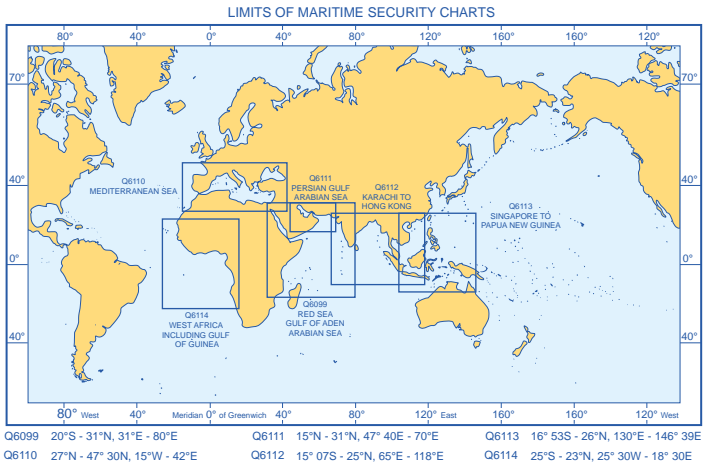 LIMITS OF MARITIME SECURITY CHARTS
80° 0° 40° 80° 120° 160° 160° 120°
70° 70°
Q6111
PERSIAN GULF
ARABIAN SEA
Q6110
MEDITERRANEAN SEA
Q6112
KARACHI TO
HONG KONG
40° 40°
Q6113
SINGAPORE TO
PAPUA NEW GUINEA
0° 0°
Q6099
RED SEA
GULF OF ADEN
ARABIAN SEA
Q6114
WEST AFRICA
INCLUDING GULF
OF GUINEA
40° 40°
80° West 40° Meridian 0° of Greenwich 40° 80° 120° East 160° 160° 120° West
Q6099 20°S - 31°N, 31°E - 80°E Q6111 15°N - 31°N, 47° 40E - 70°E Q6113 16° 53S - 26°N, 130°E - 146° 39E
Q6110 27°N - 47° 30N, 15°W - 42°E Q6112 15° 07S - 25°N, 65°E - 118°E Q6114 25°S - 23°N, 25° 30W - 18° 30E